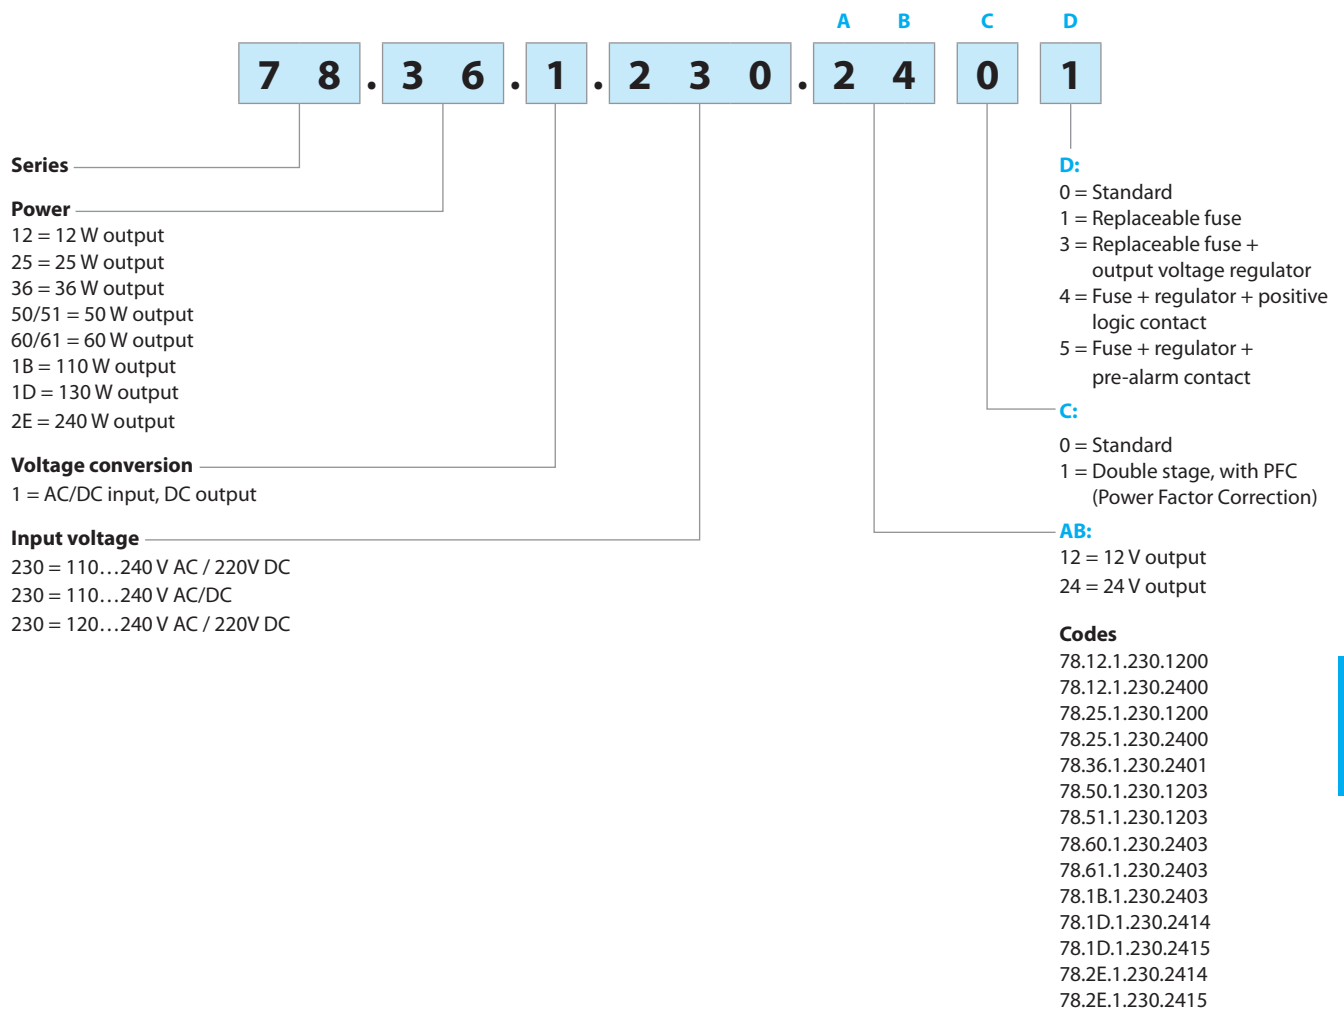 A B C D
7 8 . 3 6 . 1 . 2 3 0 . 2 4 0 1
Series
Power
12 = 12 W output
25 = 25 W output
36 = 36 W output
50/51 = 50 W output
60/61 = 60 W output
1B = 110 W output
1D = 130 W output
2E = 240 W output
Voltage conversion
1 = AC/DC input, DC output
Input voltage
230 = 110…240 V AC / 220V DC
230 = 110…240 V AC/DC
230 = 120…240 V AC / 220V DC
D:
0 = Standard
1 = Replaceable fuse
3 = Replaceable fuse +
output voltage regulator
4 = Fuse + regulator + positive
logic contact
5 = Fuse + regulator +
pre-alarm contact
C:
0 = Standard
1 = Double stage, with PFC
(Power Factor Correction)
AB:
12 = 12 V output
24 = 24 V output
Codes
78.12.1.230.1200
78.12.1.230.2400
78.25.1.230.1200
78.25.1.230.2400
78.36.1.230.2401
78.50.1.230.1203
78.51.1.230.1203
78.60.1.230.2403
78.61.1.230.2403
78.1B.1.230.2403
78.1D.1.230.2414
78.1D.1.230.2415
78.2E.1.230.2414
78.2E.1.230.2415